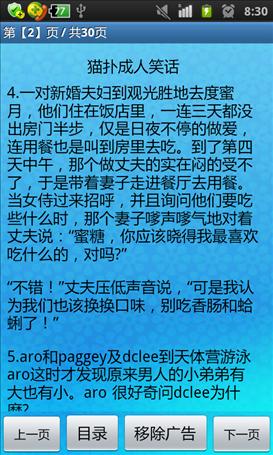 77 8:30
第【2】页 / 共30页
猫扑成人笑话
4.一对新婚夫妇到观光胜地去度蜜
月，他们住在饭店里，一连三天都没
出房门半步，仅是日夜不停的做爱，
连用餐也是叫到房里去吃。到了第四
天中午，那个做丈夫的实在闷的受不
了，于是带着妻子走进餐厅去用餐。
当女侍过来招呼，并且询问他们要吃
些什么时，那个妻子嗲声嗲气地对着
丈夫说：“蜜糖，你应该晓得我最喜欢
吃什么的，对吗?”
“不错！”丈夫压低声音说，“可是我认
为我们也该换换口味，别吃香肠和蛤
蜊了！”
5.aro和paggey及dclee到天体营游泳
aro这时才发现原来男人的小弟弟有
大也有小。aro 很好奇问dclee为什
麽?
上一页 目录 移除广告 下一页